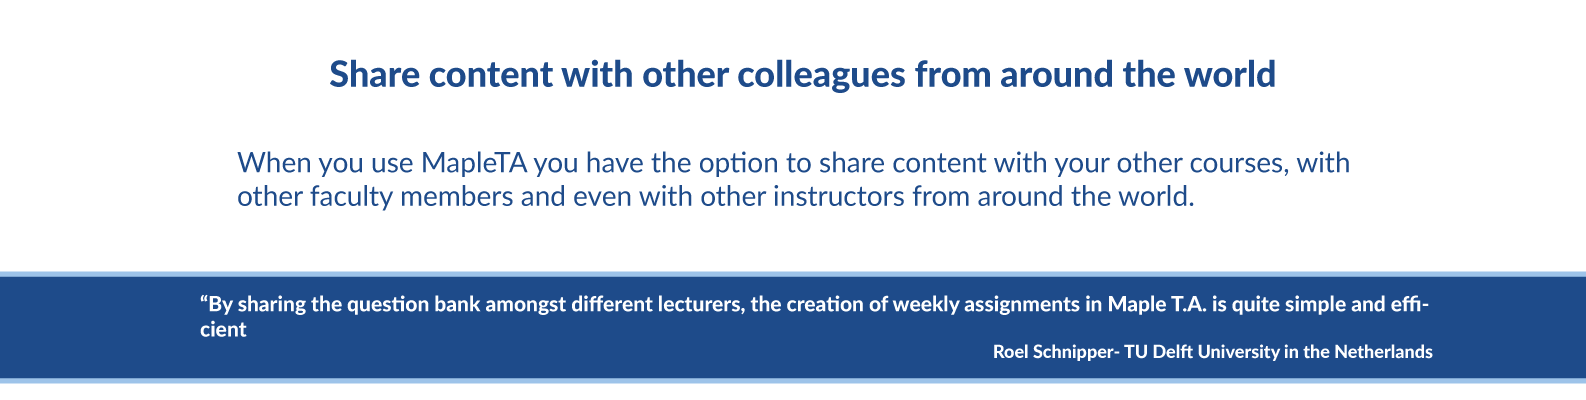 Share content with other colleagues from around the world
When you use MapleTA you have the option to share content with your other courses, with
other faculty members and even with other instructors from around the world.
“By sharing the question bank amongst different lecturers, the creation of weekly assignments in Maple T.A. is quite simple and effi-
cient
Roel Schnipper- TU Delft University in the Netherlands